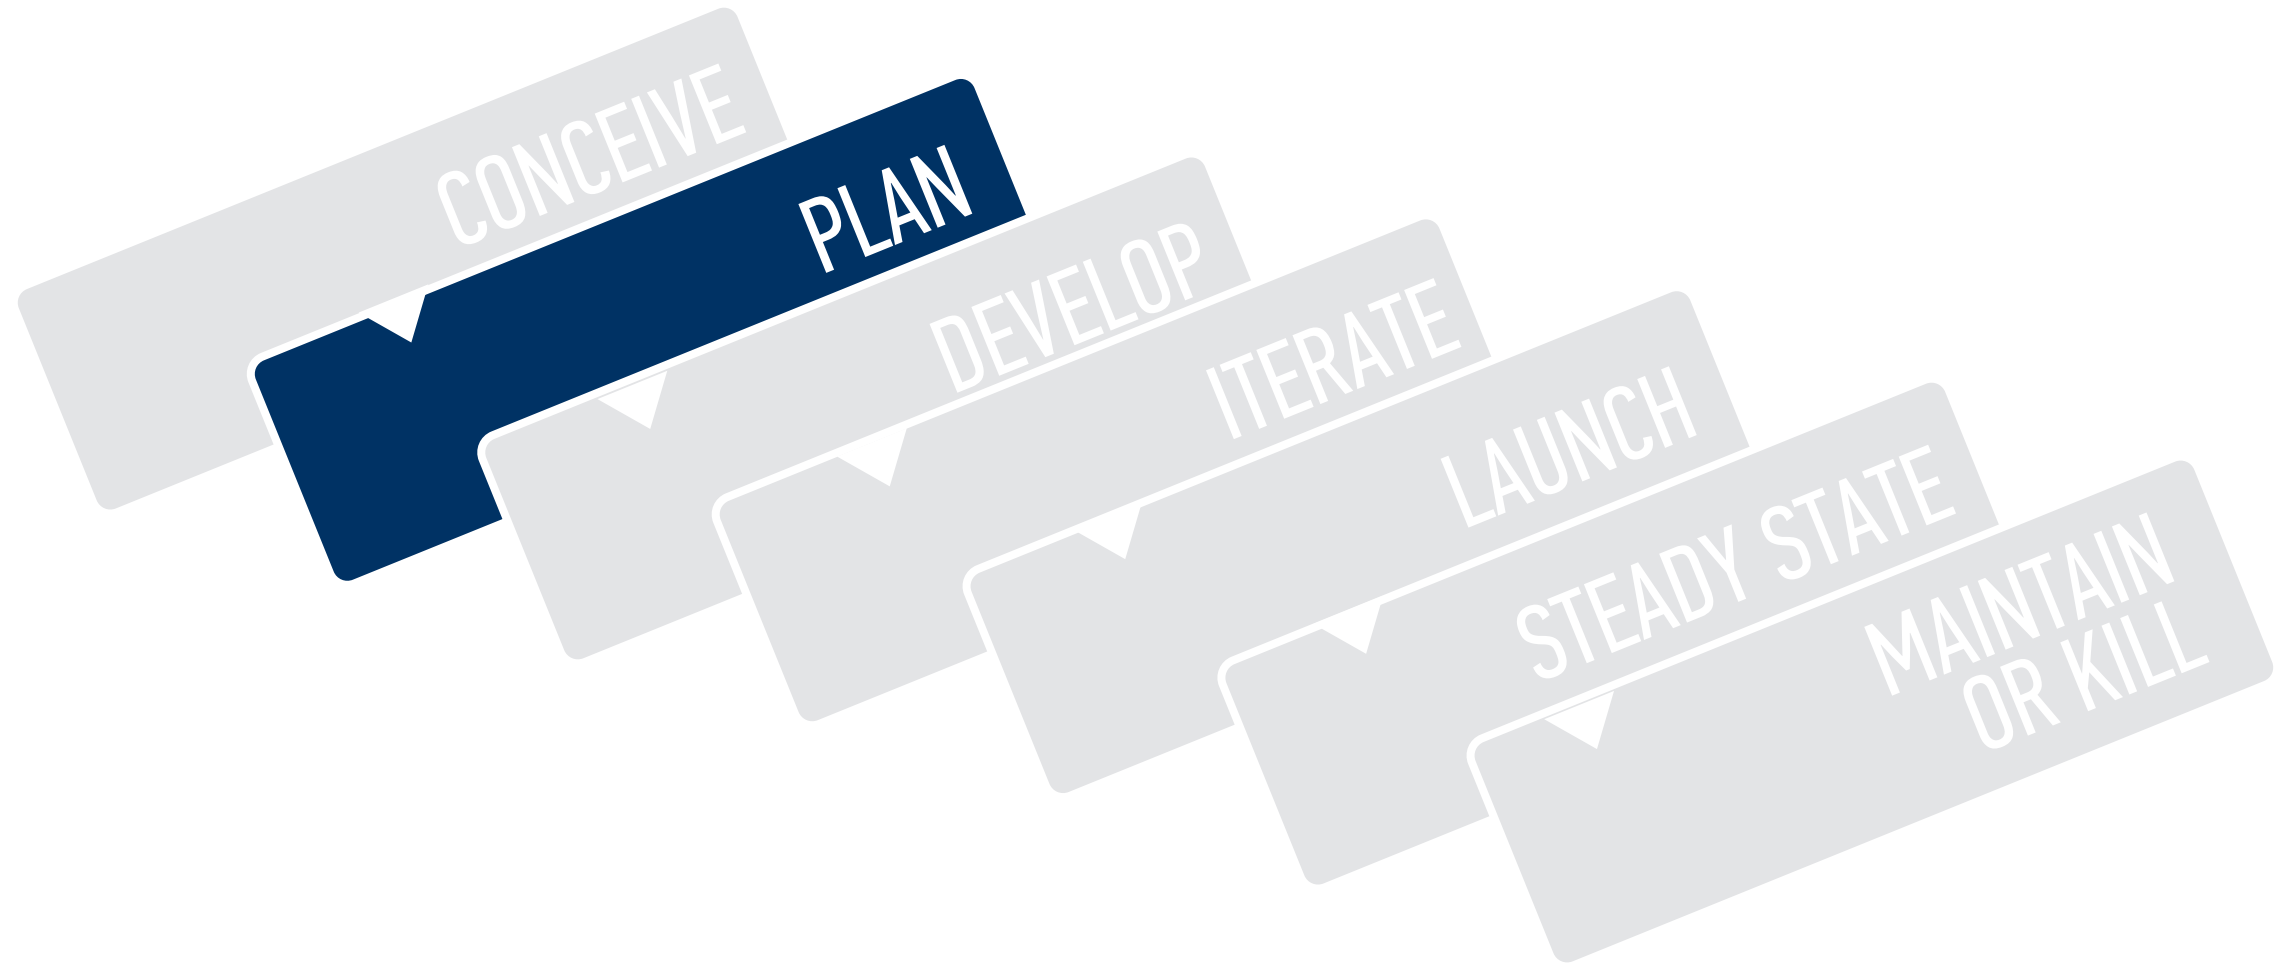 CONCEIVE
PLAN
DEVELOP
ITERATE
LAUNCH
STEADY STATE
MAINTAIN
OR KILL